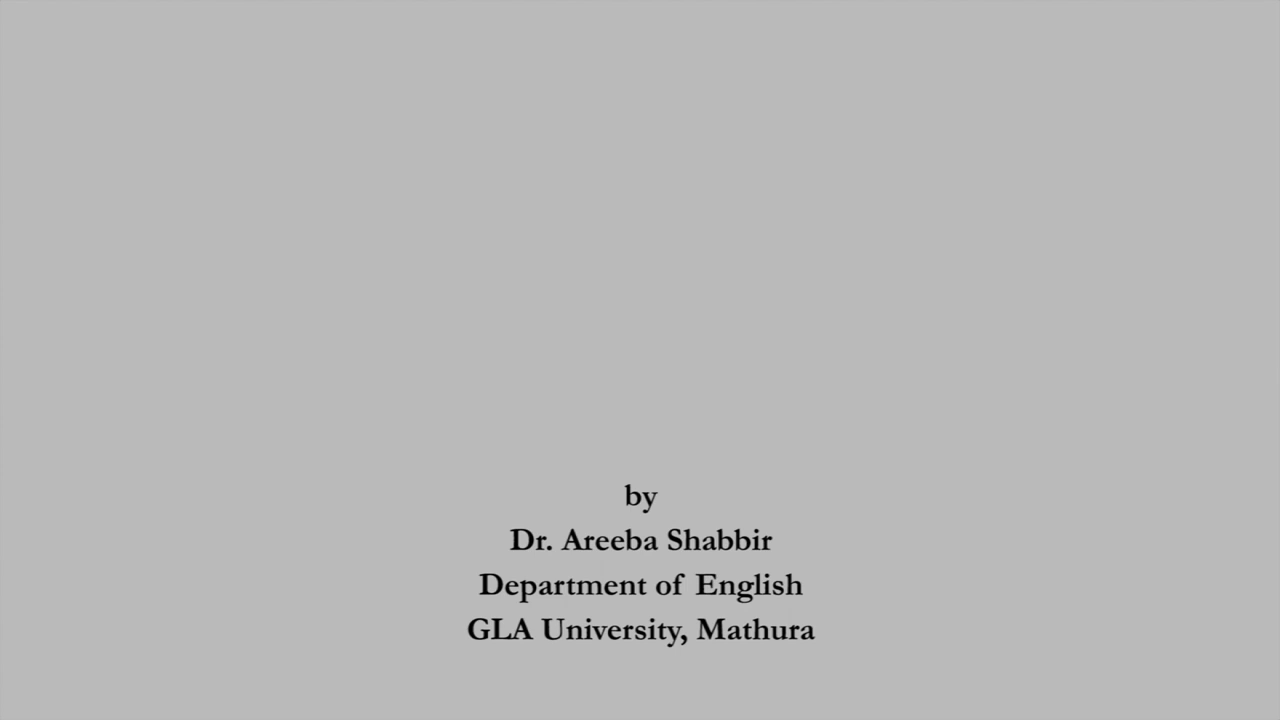 by
Dr. Areeba Shabbir
Department of English
GLA University, Mathura